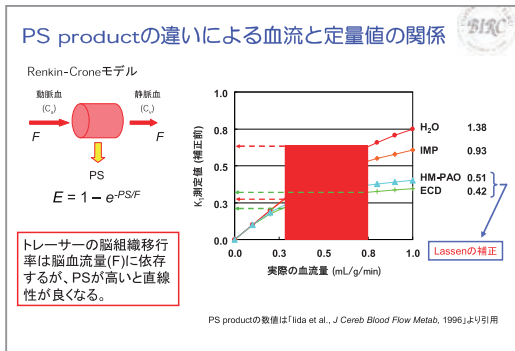 PS productの違いによる血流と定量値の関係
BIRC
Renkin-Croneモデル
動脈血
(Ca)
静脈血
(Cv)
F
F
PS
E = 1 – e-PS/F
トレーサーの脳組織移行
率は脳血流量(F)に依存
するが、PSが高いと直線
性が良くなる。
K1測定値 (補正前)
1.0
0.8
0.5
0.3
0.0
0.0
0.3
0.5
0.8
1.0
実際の血流量 (mL/g/min)
H2O 1.38
IMP 0.93
HM-PAO 0.51
ECD 0.42
Lassenの補正
PS productの数値は「Iida et al., J Cereb Blood Flow Metab, 1996」より引用